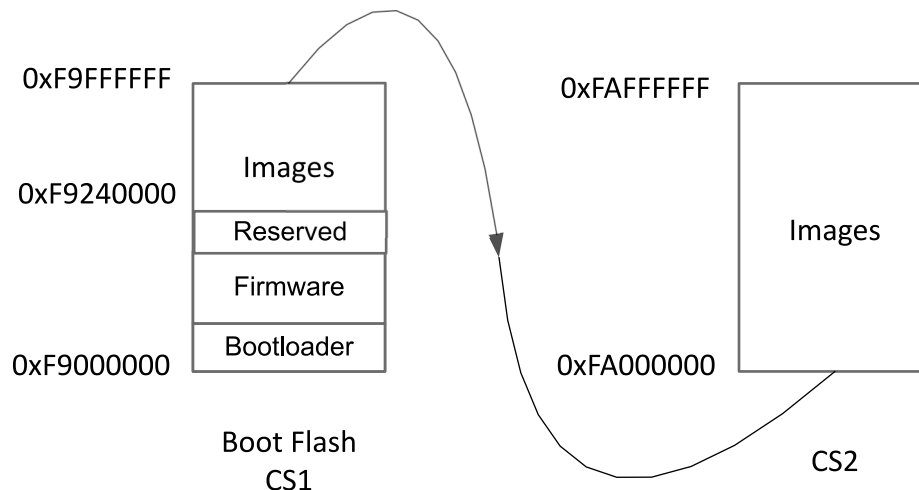 0xF9FFFFFF
Images
0xF9240000
Reserved
Firmware
Bootloader
0xF9000000
Boot Flash
CS1
0xFAFFFFFF
Images
0xFA000000
CS2